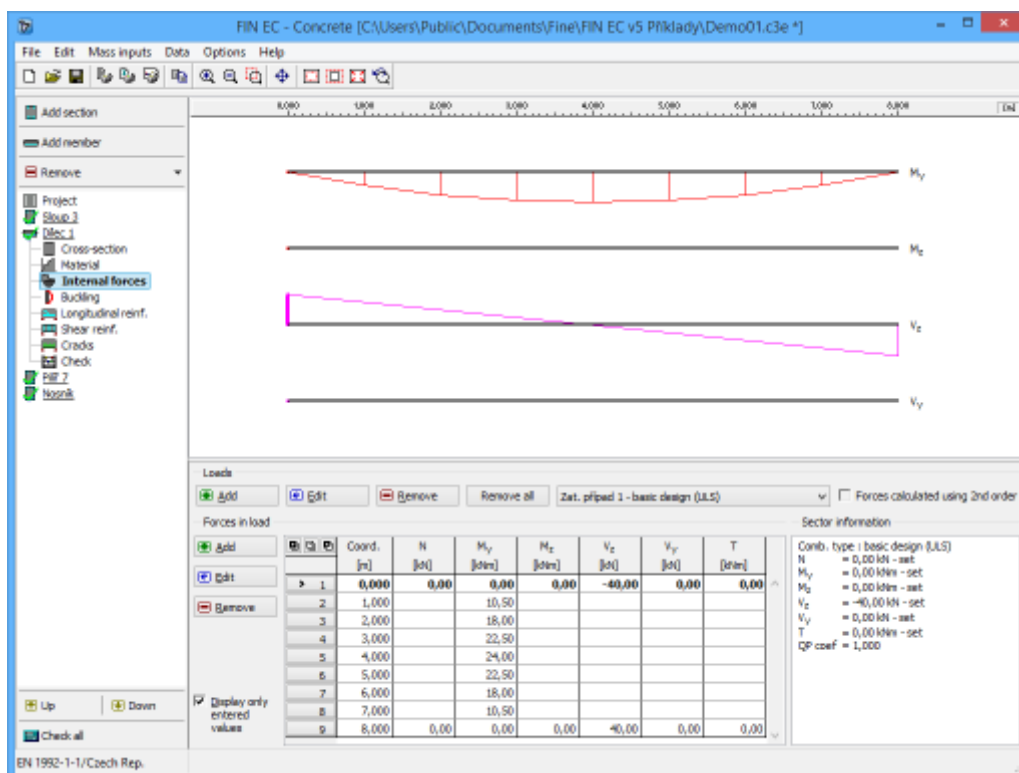 FIN EC - Concrete [C:\Users\Public\Documents\Fine\FIN EC v5 Příklady\Demo01.c3e *]
File Edit Mass inputs Data Options Help
Add section
Add member
Remove
Project
Sloup 3
Dílec 1
Cross-section
Material
Internal forces
Buckling
Longitudinal reinf.
Shear reinf.
Cracks
Check
Nosník
Up Down
Check all
0,000 1,000 2,000 3,000 4,000 5,000 6,000 7,000 8,000 [m]
My
Mz
Vz
Vy
Loads
Add Edit Remove Remove all Zat. případ 1 - basic design (ULS) Forces calculated using 2nd order
Forces in load
Add
Edit
Remove
Display only entered values
Coord. N My Mz Vz Vy T
[m] [kN] [kNm] [kNm] [kN] [kN] [kNm]
1 0,000 0,00 0,00 0,00 -40,00 0,00 0,00
2 1,000 10,50
3 2,000 18,00
4 3,000 22,50
5 4,000 24,00
6 5,000 22,50
7 6,000 18,00
8 7,000 10,50
9 8,000 0,00 0,00 0,00 40,00 0,00 0,00
Sector information
Comb. type : basic design (ULS)
N = 0,00 kN - set
My = 0,00 kNm - set
Mz = 0,00 kNm - set
Vz = -40,00 kN - set
Vy = 0,00 kN - set
T = 0,00 kNm - set
QP coef = 1,000
EN 1992-1-1/Czech Rep.